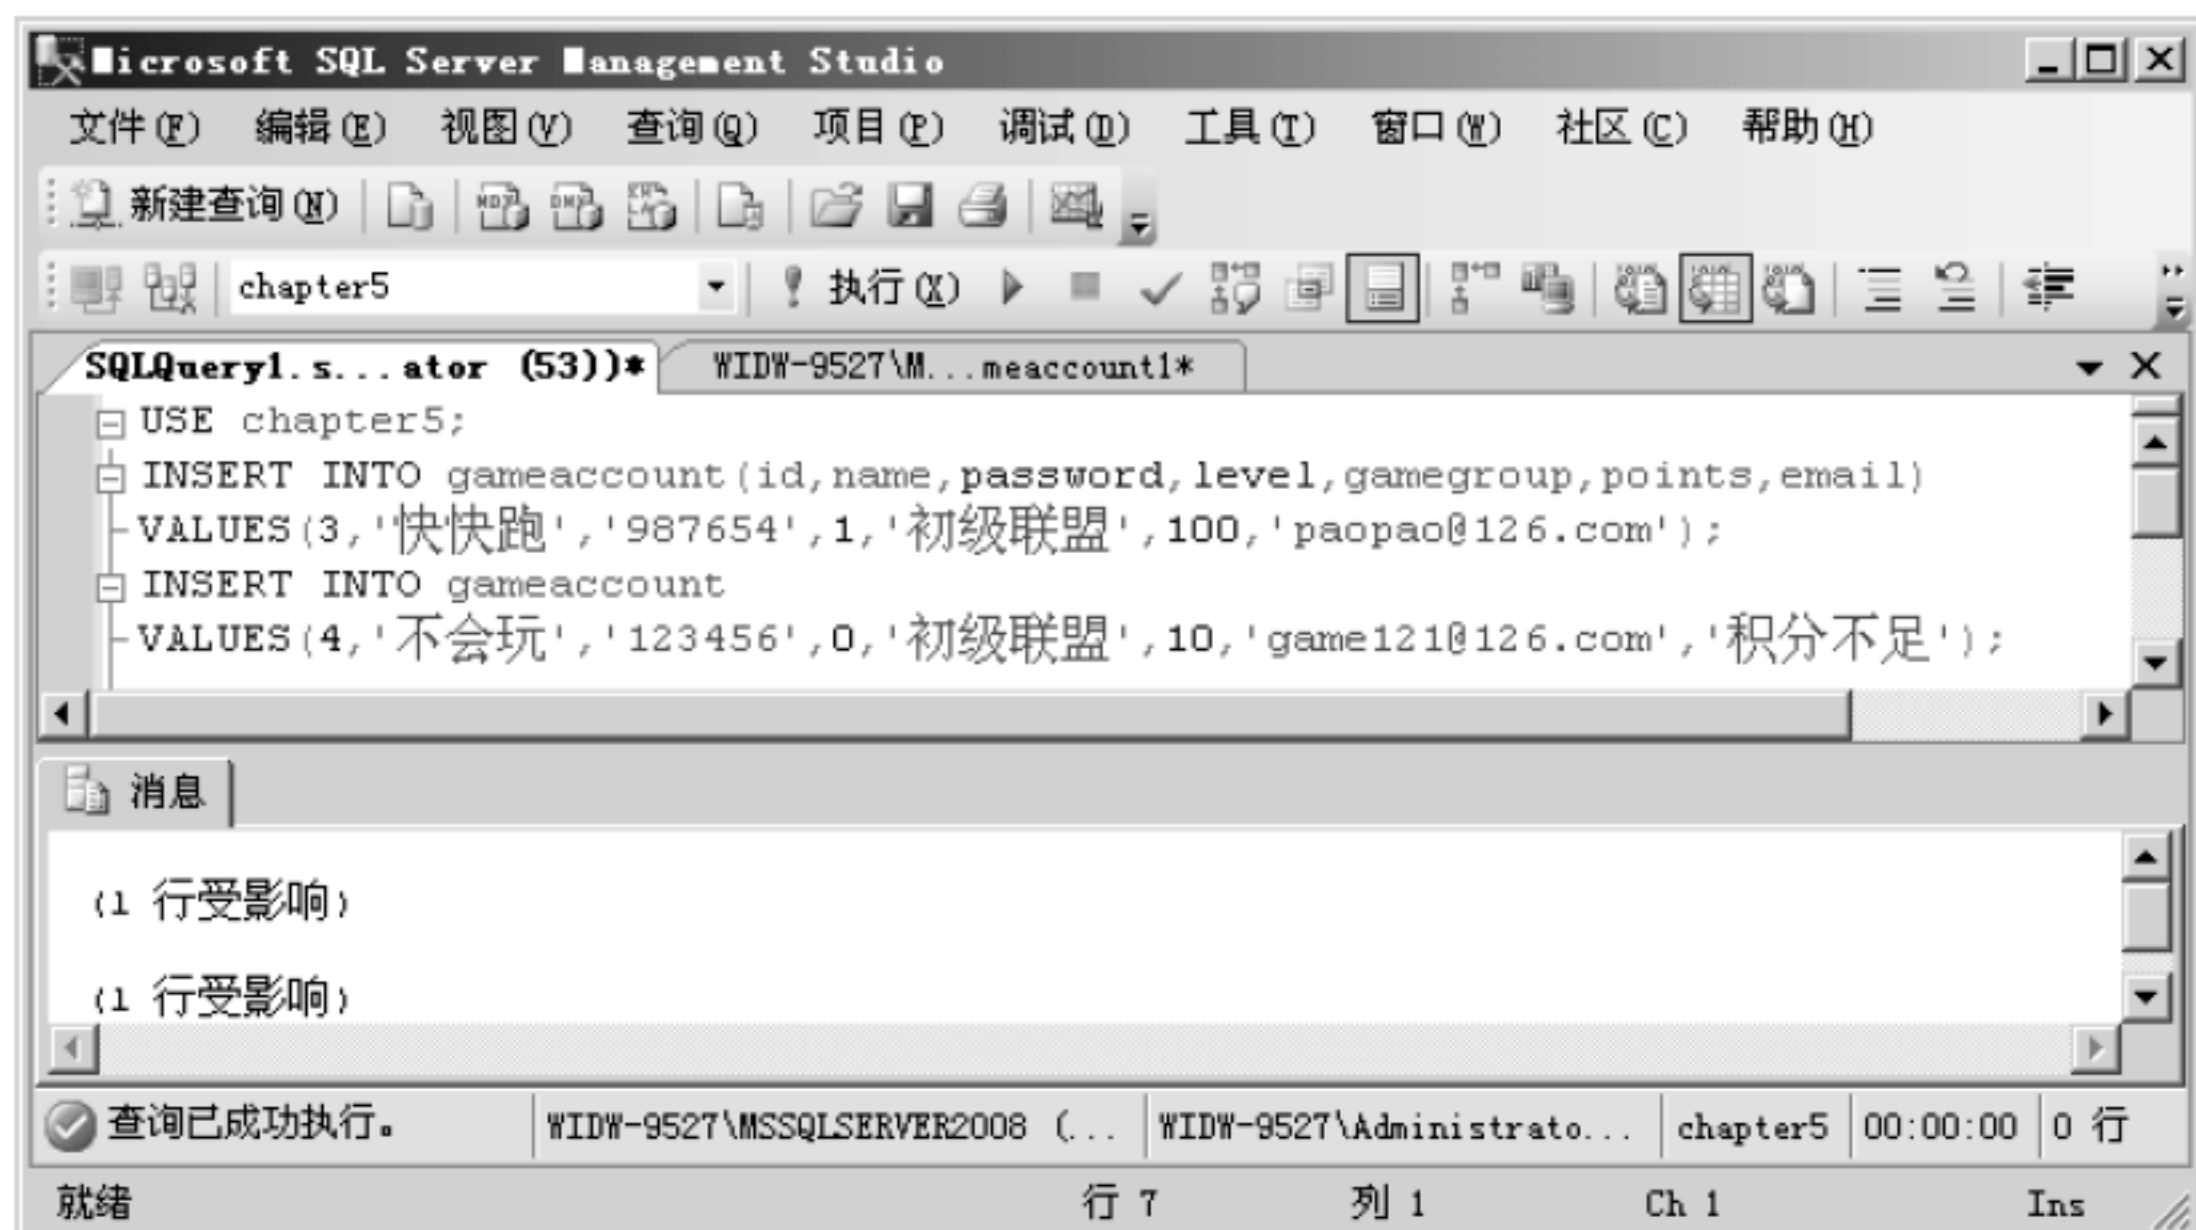 Microsoft SQL Server Management Studio
文件(F) 编辑(E) 视图(V) 查询(Q) 项目(P) 调试(D) 工具(T) 窗口(W) 社区(C) 帮助(H)
新建查询(N)
chapter5 执行(X)
SQLQuery1.s...ator (53))* WIDW-9527\M...meaccount1*
USE chapter5;
INSERT INTO gameaccount(id,name,password,level,gamegroup,points,email)
VALUES(3,'快快跑','987654',1,'初级联盟',100,'paopao@126.com');
INSERT INTO gameaccount
VALUES(4,'不会玩','123456',0,'初级联盟',10,'game121@126.com','积分不足');
消息
(1 行受影响)
(1 行受影响)
查询已成功执行。 WIDW-9527\MSSQLSERVER2008 (... WIDW-9527\Administrato... chapter5 00:00:00 0 行
就绪 行 7 列 1 Ch 1 Ins